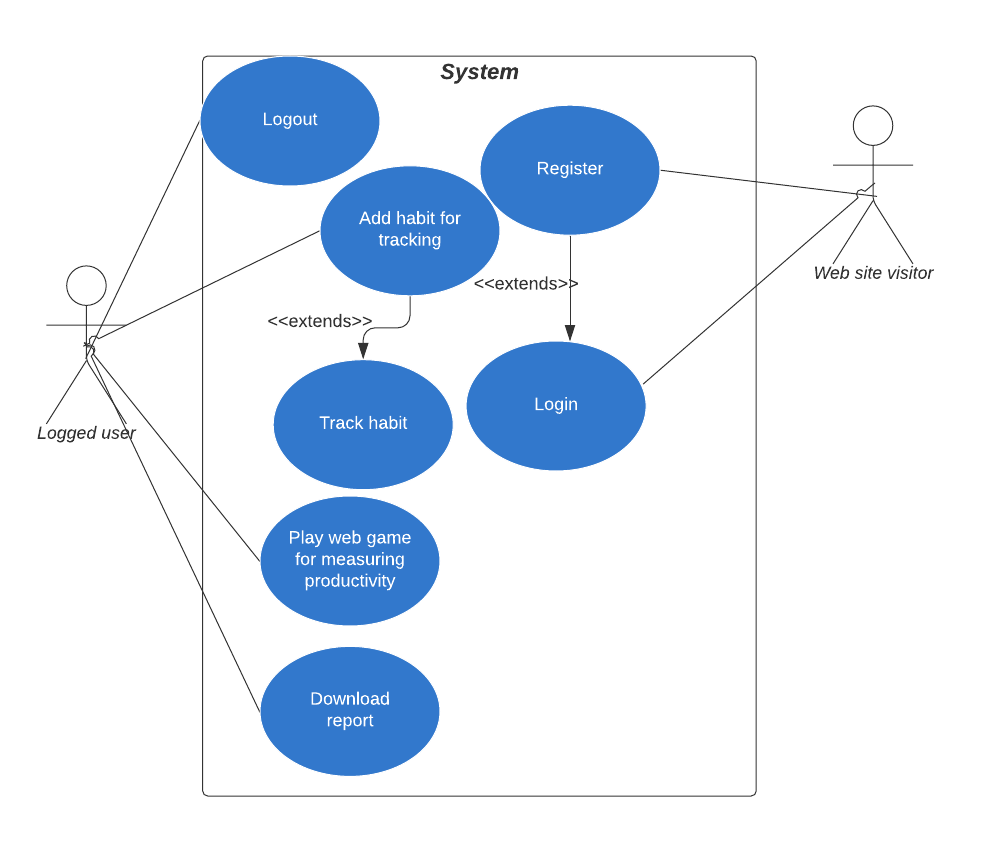 System
Logout
Register
Add habit for
tracking
Web site visitor
<<extends>>
<<extends>>
Login
Track habit
Logged user
Play web game
for measuring
productivity
Download
report